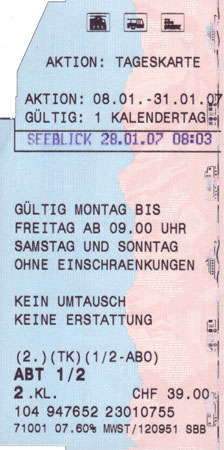 AKTION: TAGESKARTE
AKTION: 08.01.-31.01.07
GÜLTIG: 1 KALENDERTAG
SEEBLICK 28.01.07 08:03
GÜLTIG MONTAG BIS
FREITAG AB 09.00 UHR
SAMSTAG UND SONNTAG
OHNE EINSCHRAENKUNGEN
KEIN UMTAUSCH
KEINE ERSTATTUNG
(2.)(TK)(1/2-ABO)
ABT 1/2
2.KL. CHF 39.00
104 947652 23010755
71001 07.60% MWST/120951 SBB